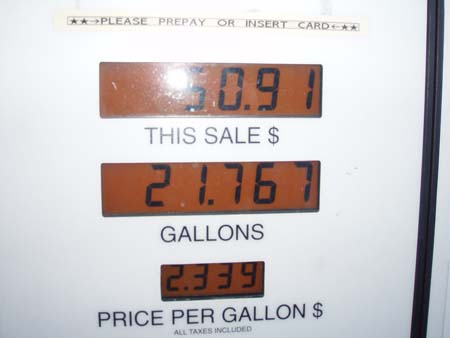 ★★→PLEASE PREPAY OR INSERT CARD←★★
50.91
THIS SALE $
21.767
GALLONS
2.339
PRICE PER GALLON $
ALL TAXES INCLUDED